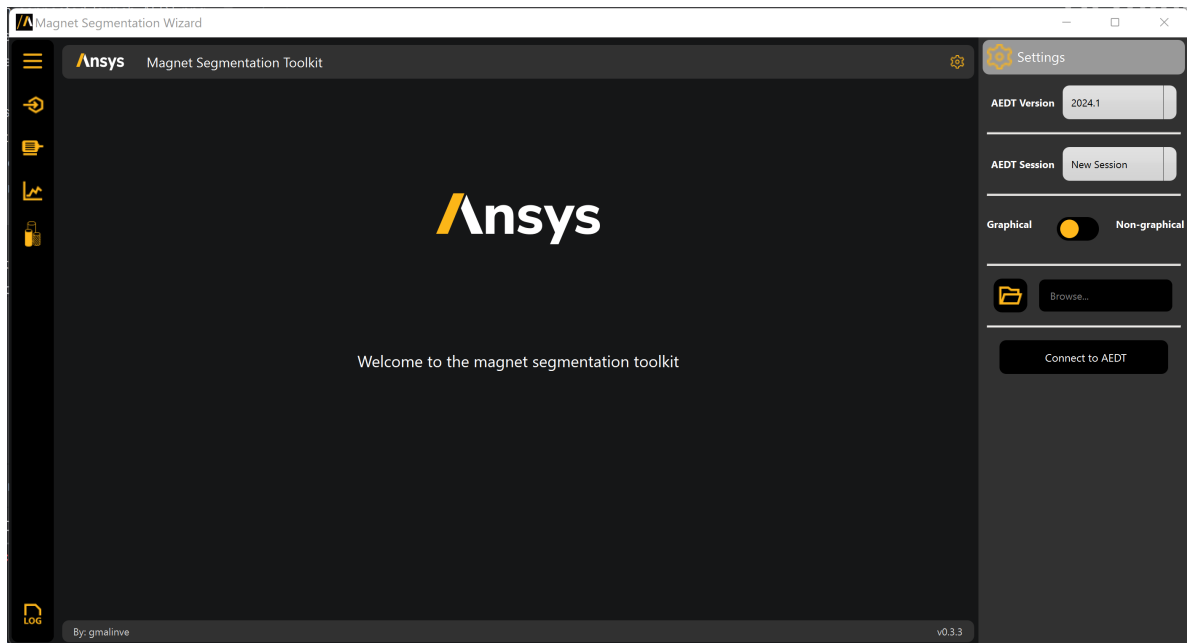 Magnet Segmentation Wizard
Ansys Magnet Segmentation Toolkit
Settings
AEDT Version 2024.1
AEDT Session New Session
Graphical Non-graphical
Browse...
Connect to AEDT
Ansys
Welcome to the magnet segmentation toolkit
LOG
By: gmalinve v0.3.3